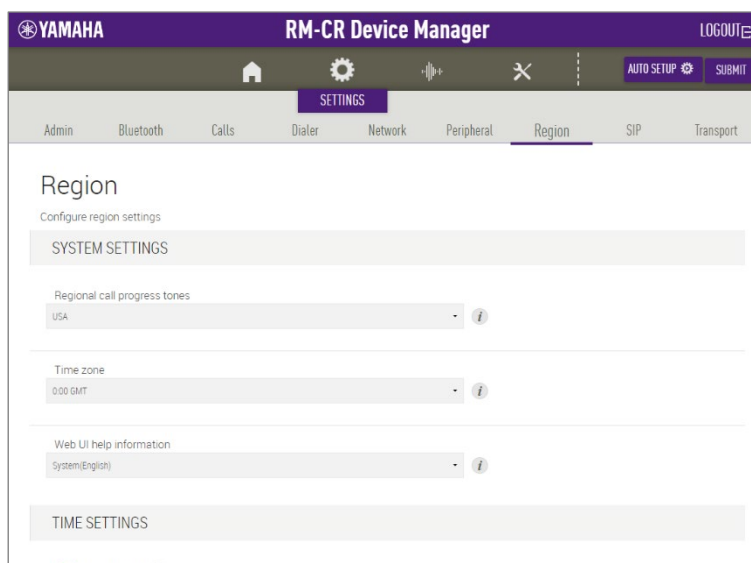 YAMAHA RM-CR Device Manager LOGOUT
AUTO SETUP SUBMIT
SETTINGS
Admin Bluetooth Calls Dialer Network Peripheral Region SIP Transport
Region
Configure region settings
SYSTEM SETTINGS
Regional call progress tones
USA
i
Time zone
0:00 GMT
i
Web UI help information
System(English)
i
TIME SETTINGS